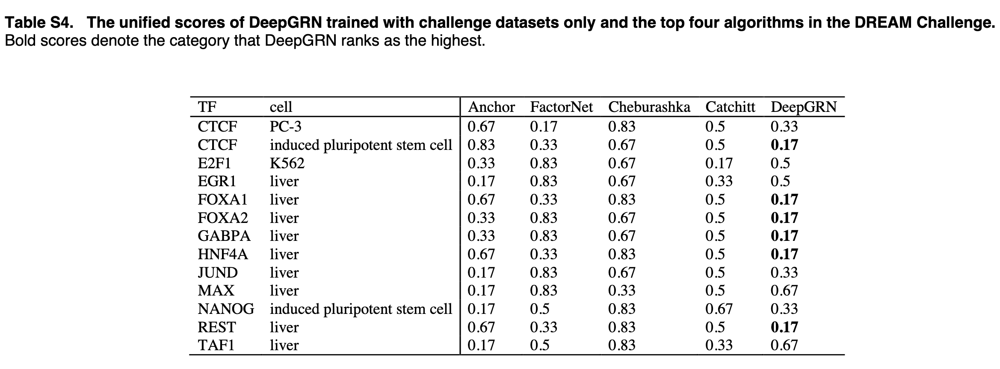 Table S4. The unified scores of DeepGRN trained with challenge datasets only and the top four algorithms in the DREAM Challenge.
Bold scores denote the category that DeepGRN ranks as the highest.
TF cell Anchor FactorNet Cheburashka Catchitt DeepGRN
CTCF PC-3 0.67 0.17 0.83 0.5 0.33
CTCF induced pluripotent stem cell 0.83 0.33 0.67 0.5 0.17
E2F1 K562 0.33 0.83 0.67 0.17 0.5
EGR1 liver 0.17 0.83 0.67 0.33 0.5
FOXA1 liver 0.67 0.33 0.83 0.5 0.17
FOXA2 liver 0.33 0.83 0.67 0.5 0.17
GABPA liver 0.33 0.83 0.67 0.5 0.17
HNF4A liver 0.67 0.33 0.83 0.5 0.17
JUND liver 0.17 0.83 0.67 0.5 0.33
MAX liver 0.17 0.83 0.33 0.5 0.67
NANOG induced pluripotent stem cell 0.17 0.5 0.83 0.67 0.33
REST liver 0.67 0.33 0.83 0.5 0.17
TAF1 liver 0.17 0.5 0.83 0.33 0.67